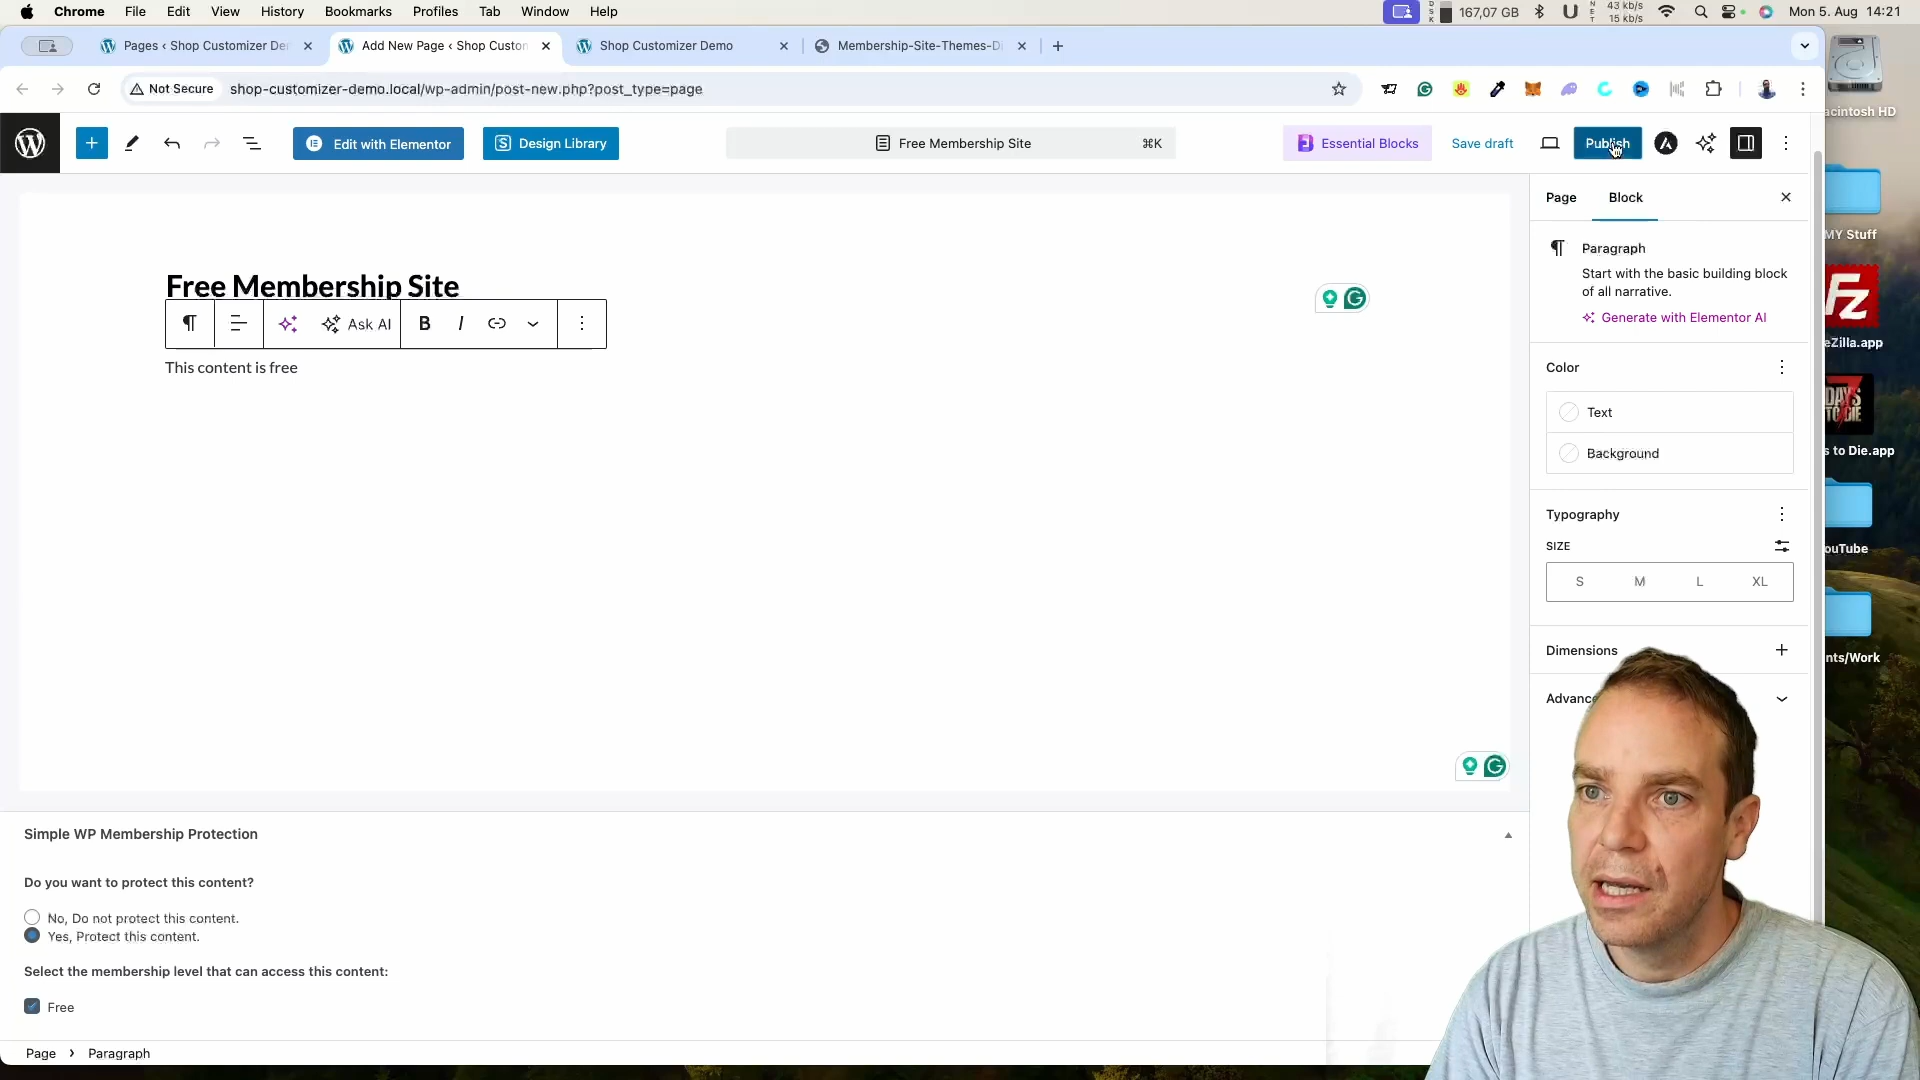 Chrome File Edit View History Bookmarks Profiles Tab Window Help
167,07 GB 43 kb/s 15 kb/s Mon 5. Aug 14:21
Pages ‹ Shop Customizer De
Add New Page ‹ Shop Custon
Shop Customizer Demo
Membership-Site-Themes-D
Not Secure shop-customizer-demo.local/wp-admin/post-new.php?post_type=page
Edit with Elementor
Design Library
Free Membership Site ⌘K
Essential Blocks
Save draft
Publish
Page Block
Paragraph
Start with the basic building block
of all narrative.
Generate with Elementor AI
Color
Text
Background
Typography
SIZE
S M L XL
Dimensions
Advanc
Free Membership Site
Ask AI B I
This content is free
Simple WP Membership Protection
Do you want to protect this content?
No, Do not protect this content.
Yes, Protect this content.
Select the membership level that can access this content:
Free
Page › Paragraph
acintosh HD
MY Stuff
FZ
eZilla.app
7
DAYS
TO DIE
s to Die.app
ouTube
nts/Work